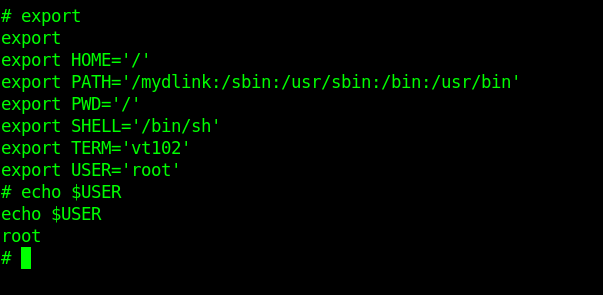 # export
export
export HOME='/'
export PATH='/mydlink:/sbin:/usr/sbin:/bin:/usr/bin'
export PWD='/'
export SHELL='/bin/sh'
export TERM='vt102'
export USER='root'
# echo $USER
echo $USER
root
#